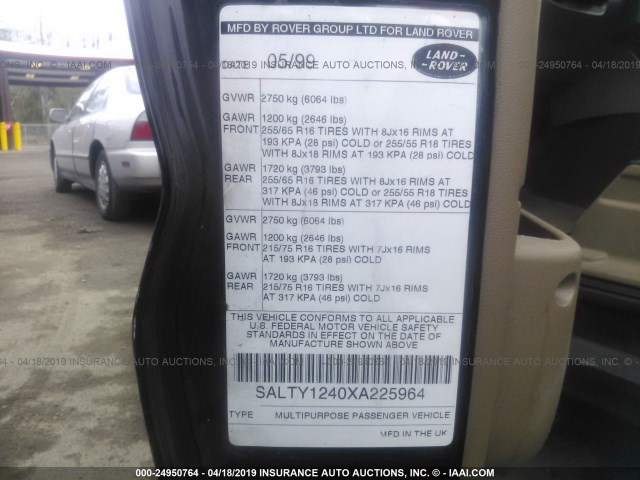 MFD BY ROVER GROUP LTD FOR LAND ROVER
05/99
LAND-
-ROVER
GVWR 2750 kg (6064 lbs)
GAWR 1200 kg (2646 lbs)
FRONT 255/65 R16 TIRES WITH 8Jx16 RIMS AT
193 KPA (28 psi) COLD or 255/55 R18 TIRES
WITH 8Jx18 RIMS AT 193 KPA (28 psi) COLD
GAWR 1720 kg (3793 lbs)
REAR 255/65 R16 TIRES WITH 8Jx16 RIMS AT
317 KPA (46 psi) COLD or 255/55 R18 TIRES
WITH 8Jx18 RIMS AT 317 KPA (46 psi) COLD
GVWR 2750 kg (6064 lbs)
GAWR 1200 kg (2646 lbs)
FRONT 215/75 R16 TIRES WITH 7Jx16 RIMS
AT 193 KPA (28 psi) COLD
GAWR 1720 kg (3793 lbs)
REAR 215/75 R16 TIRES WITH 7Jx16 RIMS
AT 317 KPA (46 psi) COLD
THIS VEHICLE CONFORMS TO ALL APPLICABLE
U.S. FEDERAL MOTOR VEHICLE SAFETY
STANDARDS IN EFFECT ON THE DATE OF
MANUFACTURE SHOWN ABOVE
SALTY1240XA225964
TYPE MULTIPURPOSE PASSENGER VEHICLE
MFD IN THE UK
000-24950764 - 04/18/2019 INSURANCE AUTO AUCTIONS, INC. - © - IAAI.COM